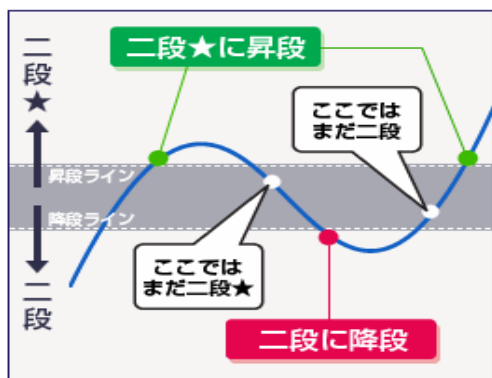 二段★に昇段
二段★
ここでは
まだ二段
昇段ライン
降段ライン
ここでは
まだ二段★
二段
二段に降段